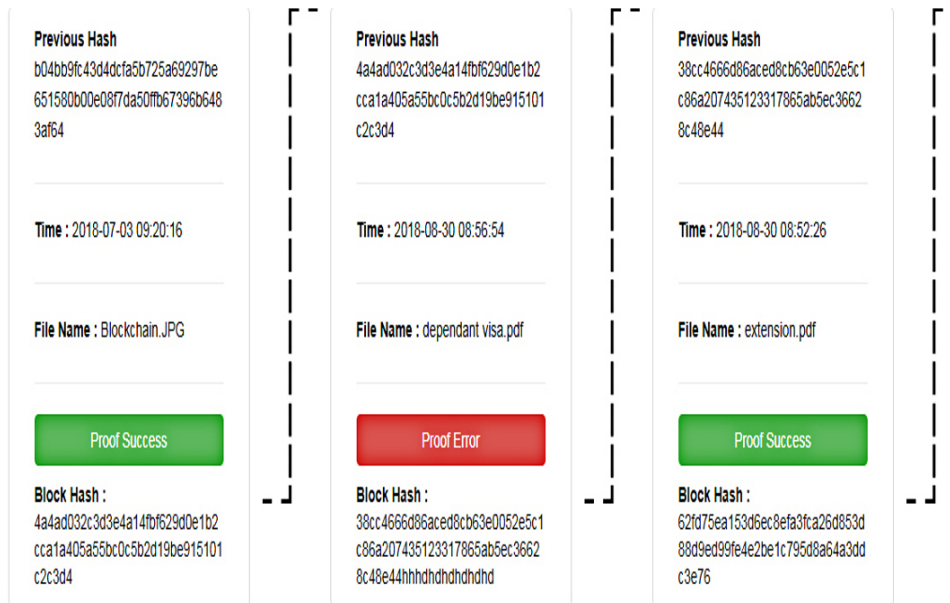 Previous Hash
b04bb9fc43d4dcfa5b725a69297be
651580b00e08f7da50ffb67396b648
3af64
Time : 2018-07-03 09:20:16
File Name : Blockchain.JPG
Proof Success
Block Hash :
4a4ad032c3d3e4a14fbf629d0e1b2
cca1a405a55bc0c5b2d19be915101
c2c3d4
Previous Hash
4a4ad032c3d3e4a14fbf629d0e1b2
cca1a405a55bc0c5b2d19be915101
c2c3d4
Time : 2018-08-30 08:56:54
File Name : dependant visa.pdf
Proof Error
Block Hash :
38cc4666d86aced8cb63e0052e5c1
c86a207435123317865ab5ec3662
8c48e44hhhdhdhdhdhdhd
Previous Hash
38cc4666d86aced8cb63e0052e5c1
c86a207435123317865ab5ec3662
8c48e44
Time : 2018-08-30 08:52:26
File Name : extension.pdf
Proof Success
Block Hash :
62fd75ea153d6ec8efa3fca26d853d
88d9ed99fe4e2be1c795d8a64a3dd
c3e76